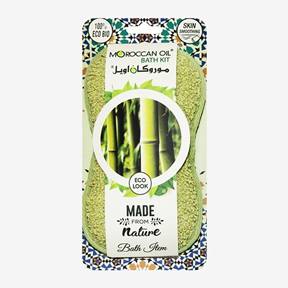 100%
ECO BIO
SKIN
SMOOTHING
MOROCCAN OIL®
BATH KIT
موروكان اويل®
ECO
LOOK
MADE
FROM
Nature
Bath Item